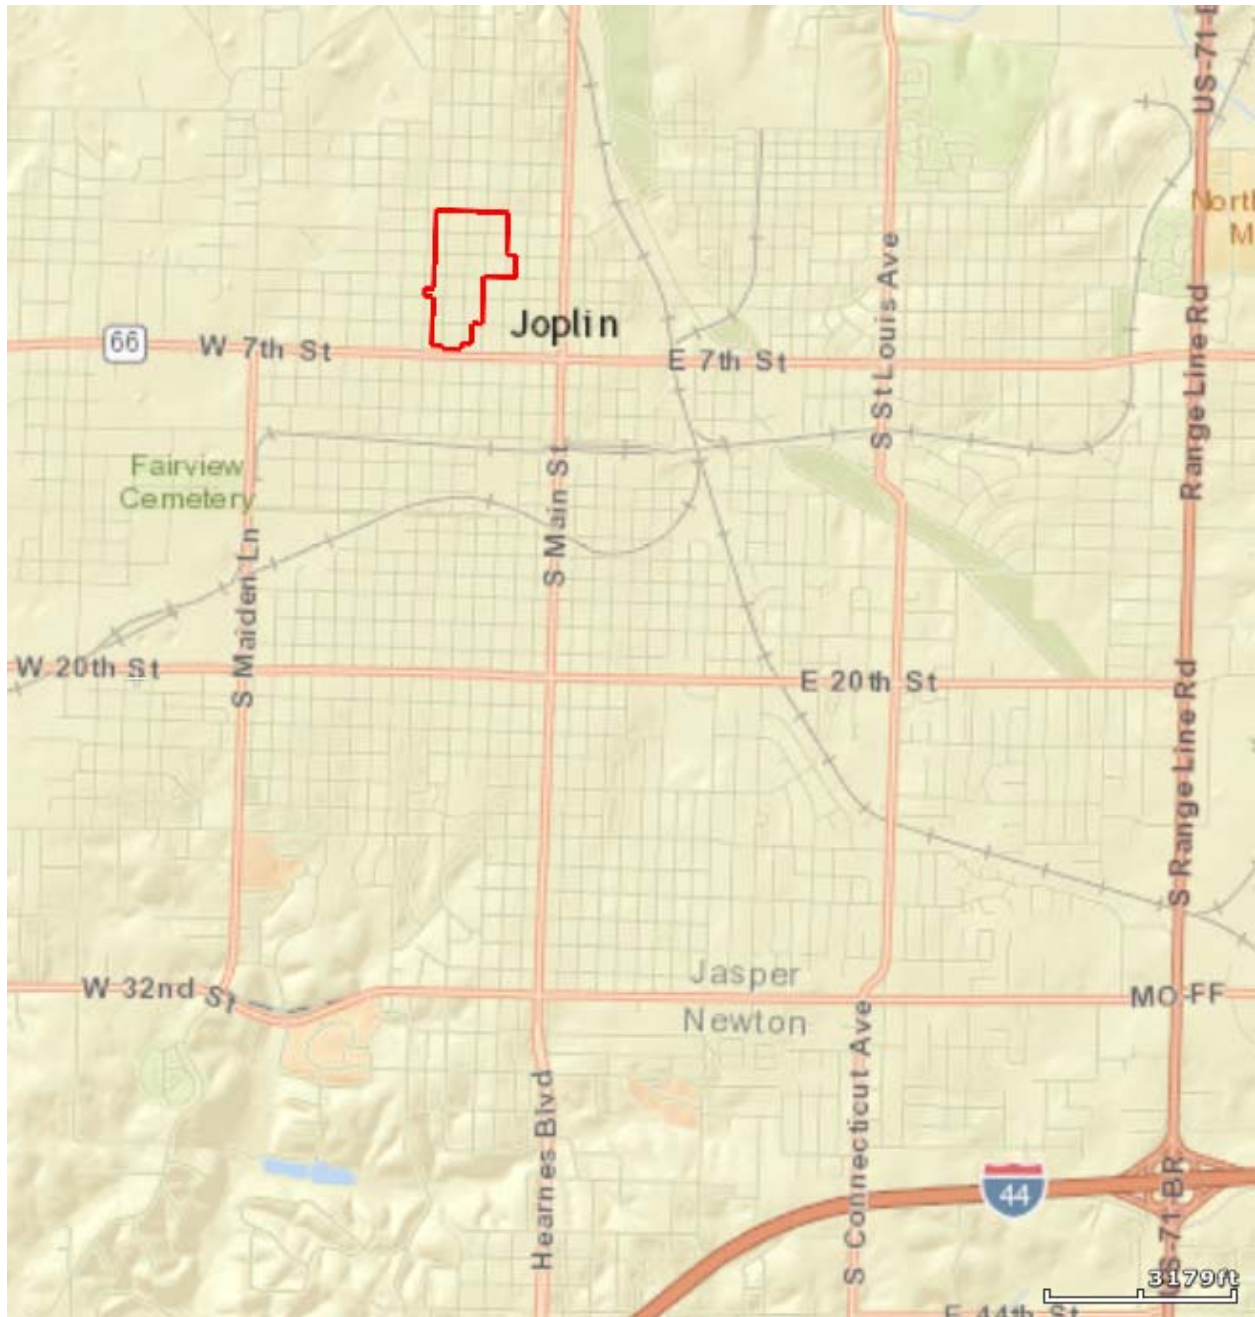 US-71-B
North
M
S St Louis Ave
Range Line Rd
Joplin
66
W 7th St
E 7th St
Fairview
Cemetery
S Main St
S Maiden Ln
W 20th St
E 20th St
S Range Line Rd
Jasper
W 32nd St
MO-FF
Newton
Hearnes Blvd
S Connecticut Ave
44
US-71-BR
3179ft
E 44th St